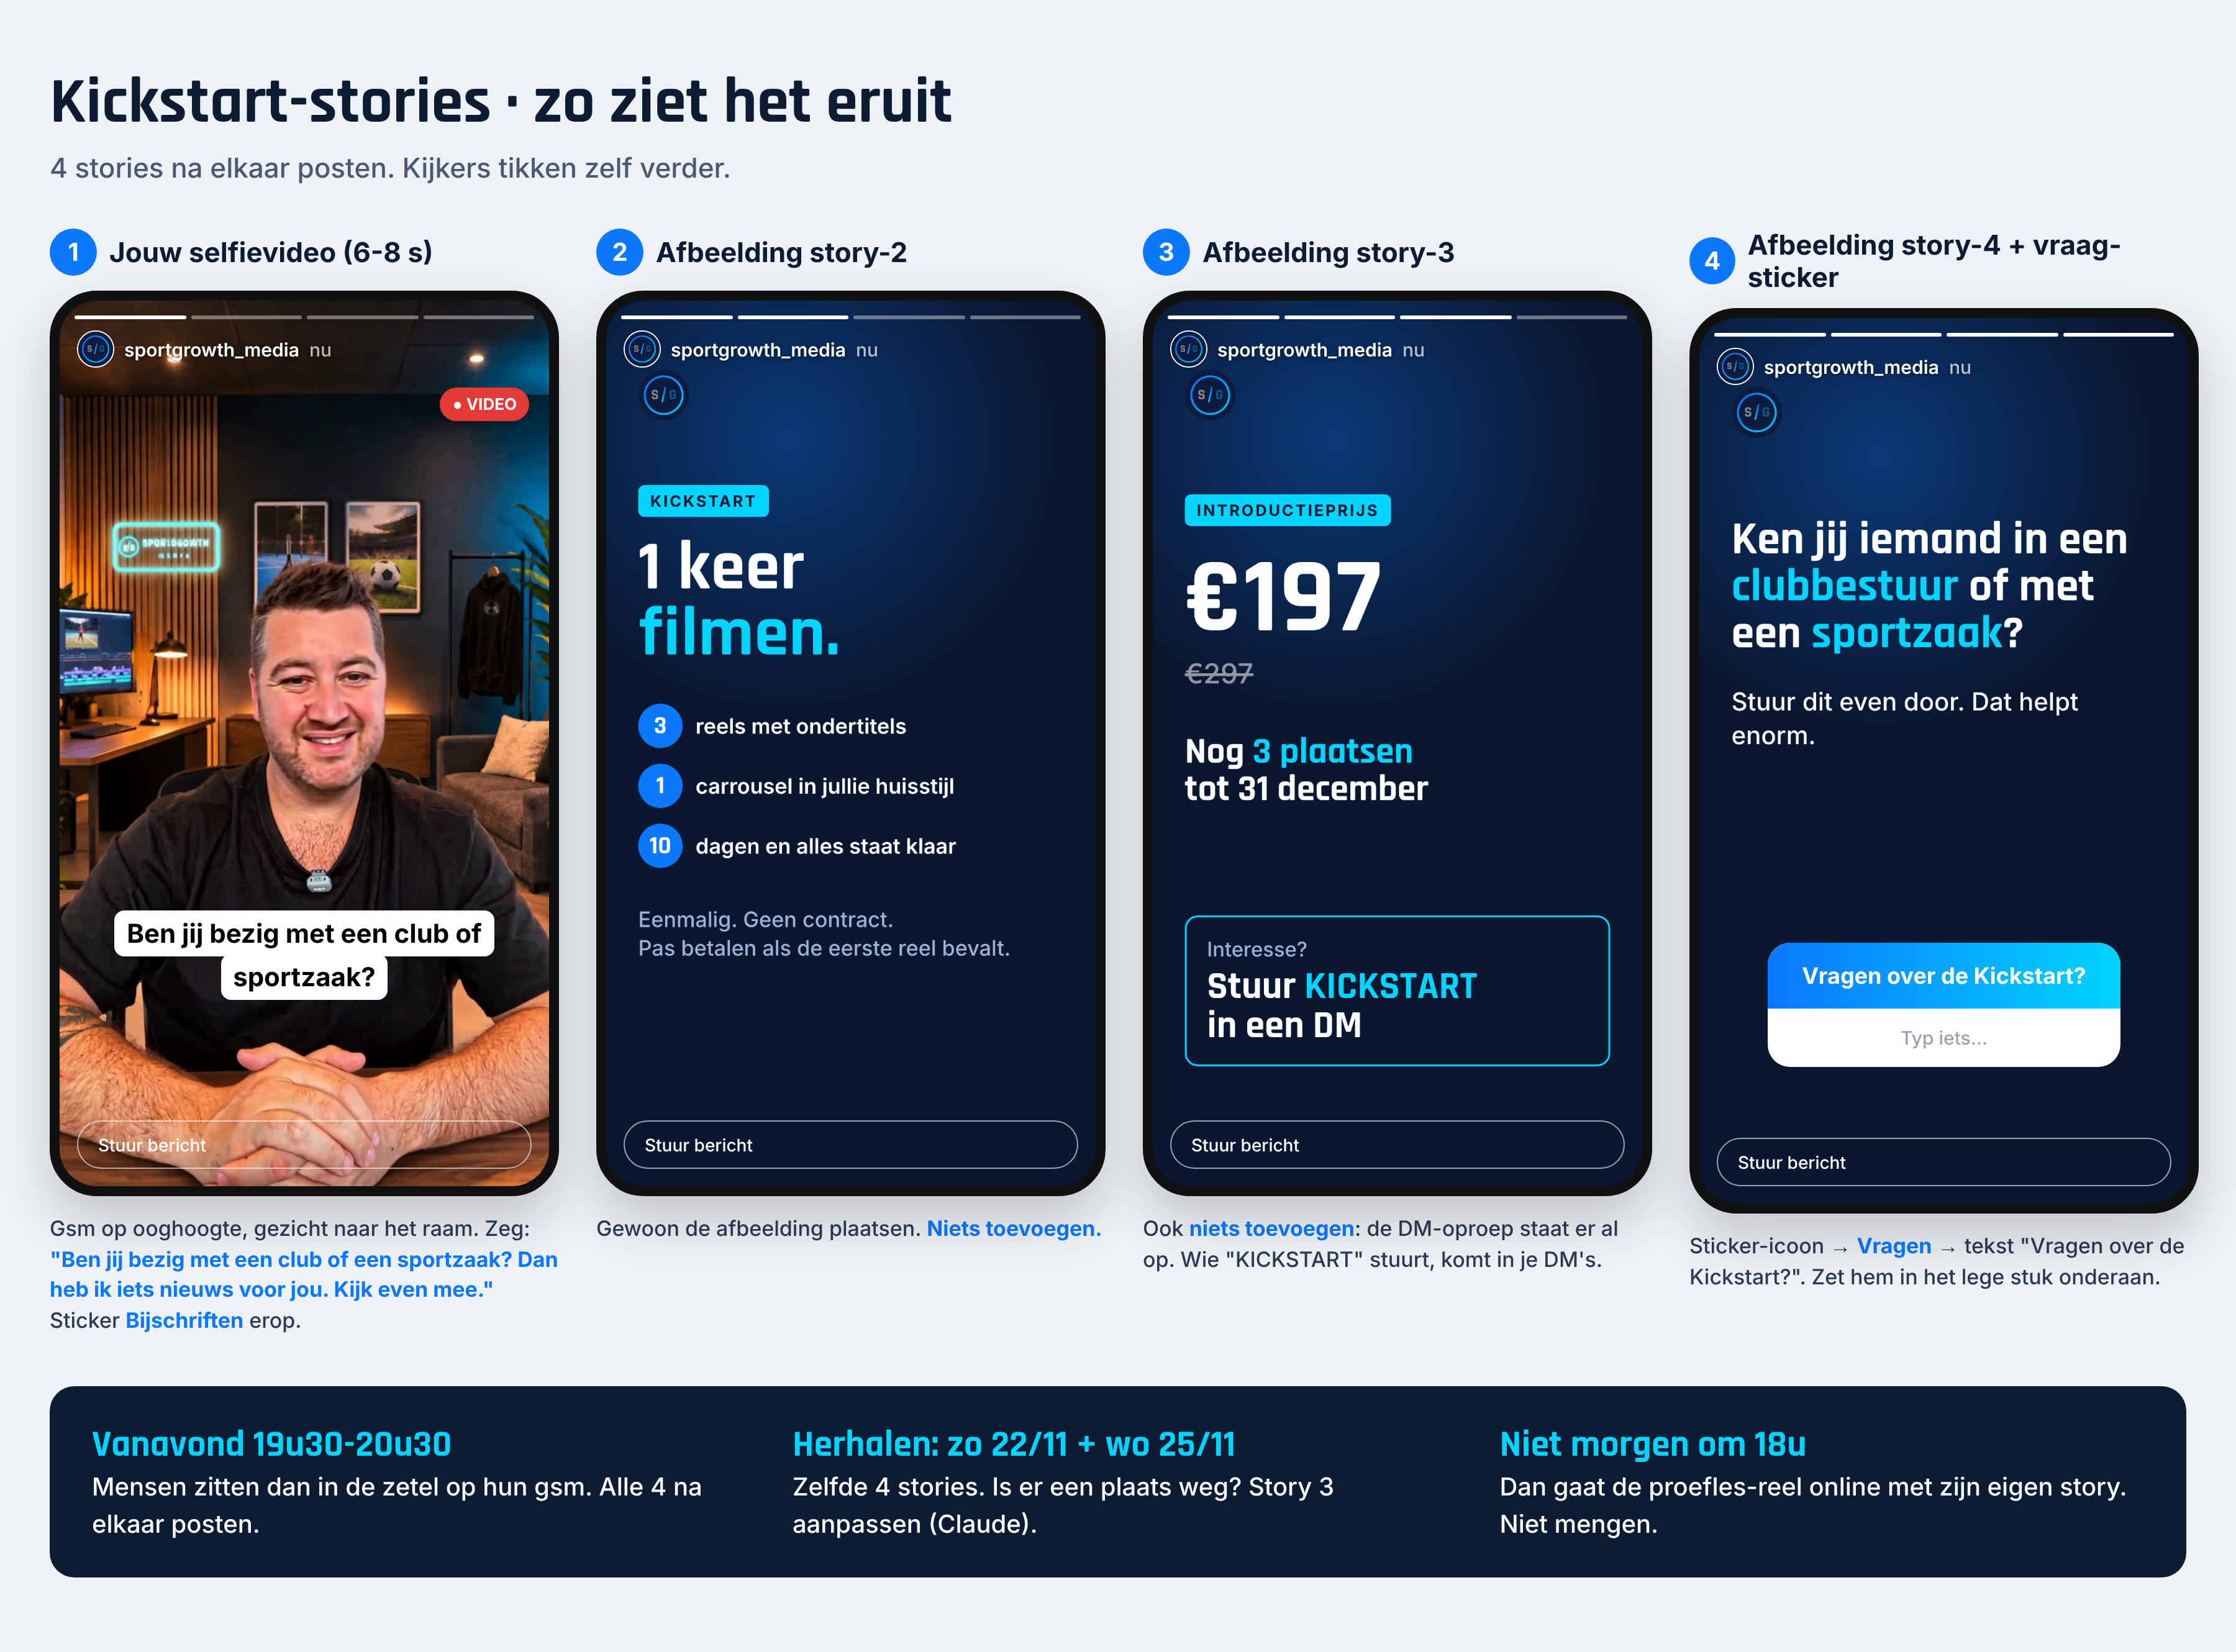 Kickstart-stories · zo ziet het eruit
4 stories na elkaar posten. Kijkers tikken zelf verder.
1 Jouw selfievideo (6-8 s)
S/G sportgrowth_media nu
● VIDEO
SPORTGROWTH
MEDIA
Ben jij bezig met een club of
sportzaak?
Stuur bericht
Gsm op ooghoogte, gezicht naar het raam. Zeg:
"Ben jij bezig met een club of een sportzaak? Dan
heb ik iets nieuws voor jou. Kijk even mee."
Sticker Bijschriften erop.
2 Afbeelding story-2
S/G sportgrowth_media nu
S/G
KICKSTART
1 keer
filmen.
3 reels met ondertitels
1 carrousel in jullie huisstijl
10 dagen en alles staat klaar
Eenmalig. Geen contract.
Pas betalen als de eerste reel bevalt.
Stuur bericht
Gewoon de afbeelding plaatsen. Niets toevoegen.
3 Afbeelding story-3
S/G sportgrowth_media nu
S/G
INTRODUCTIEPRIJS
€197
€297
Nog 3 plaatsen
tot 31 december
Interesse?
Stuur KICKSTART
in een DM
Stuur bericht
Ook niets toevoegen: de DM-oproep staat er al
op. Wie "KICKSTART" stuurt, komt in je DM's.
4 Afbeelding story-4 + vraag-
sticker
S/G sportgrowth_media nu
S/G
Ken jij iemand in een
clubbestuur of met
een sportzaak?
Stuur dit even door. Dat helpt
enorm.
Vragen over de Kickstart?
Typ iets...
Stuur bericht
Sticker-icoon → Vragen → tekst "Vragen over de
Kickstart?". Zet hem in het lege stuk onderaan.
Vanavond 19u30-20u30
Mensen zitten dan in de zetel op hun gsm. Alle 4 na
elkaar posten.
Herhalen: zo 22/11 + wo 25/11
Zelfde 4 stories. Is er een plaats weg? Story 3
aanpassen (Claude).
Niet morgen om 18u
Dan gaat de proefles-reel online met zijn eigen story.
Niet mengen.